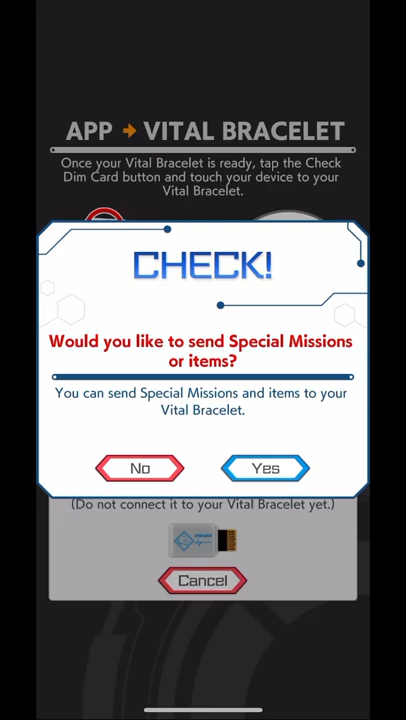 APP → VITAL BRACELET
Once your Vital Bracelet is ready, tap the Check
Dim Card button and touch your device to your
Vital Bracelet.
CHECK!
Would you like to send Special Missions
or items?
You can send Special Missions and items to your
Vital Bracelet.
No
Yes
(Do not connect it to your Vital Bracelet yet.)
Cancel